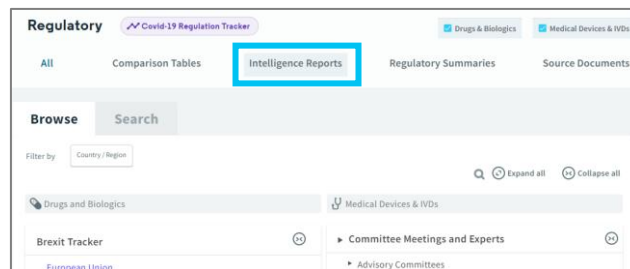 Regulatory
Covid-19 Regulation Tracker
Drugs & Biologics
Medical Devices & IVDs
All
Comparison Tables
Intelligence Reports
Regulatory Summaries
Source Documents
Browse
Search
Filter by
Country / Region
Expand all
Collapse all
Drugs and Biologics
Medical Devices & IVDs
Brexit Tracker
Committee Meetings and Experts
European Union
Advisory Committees